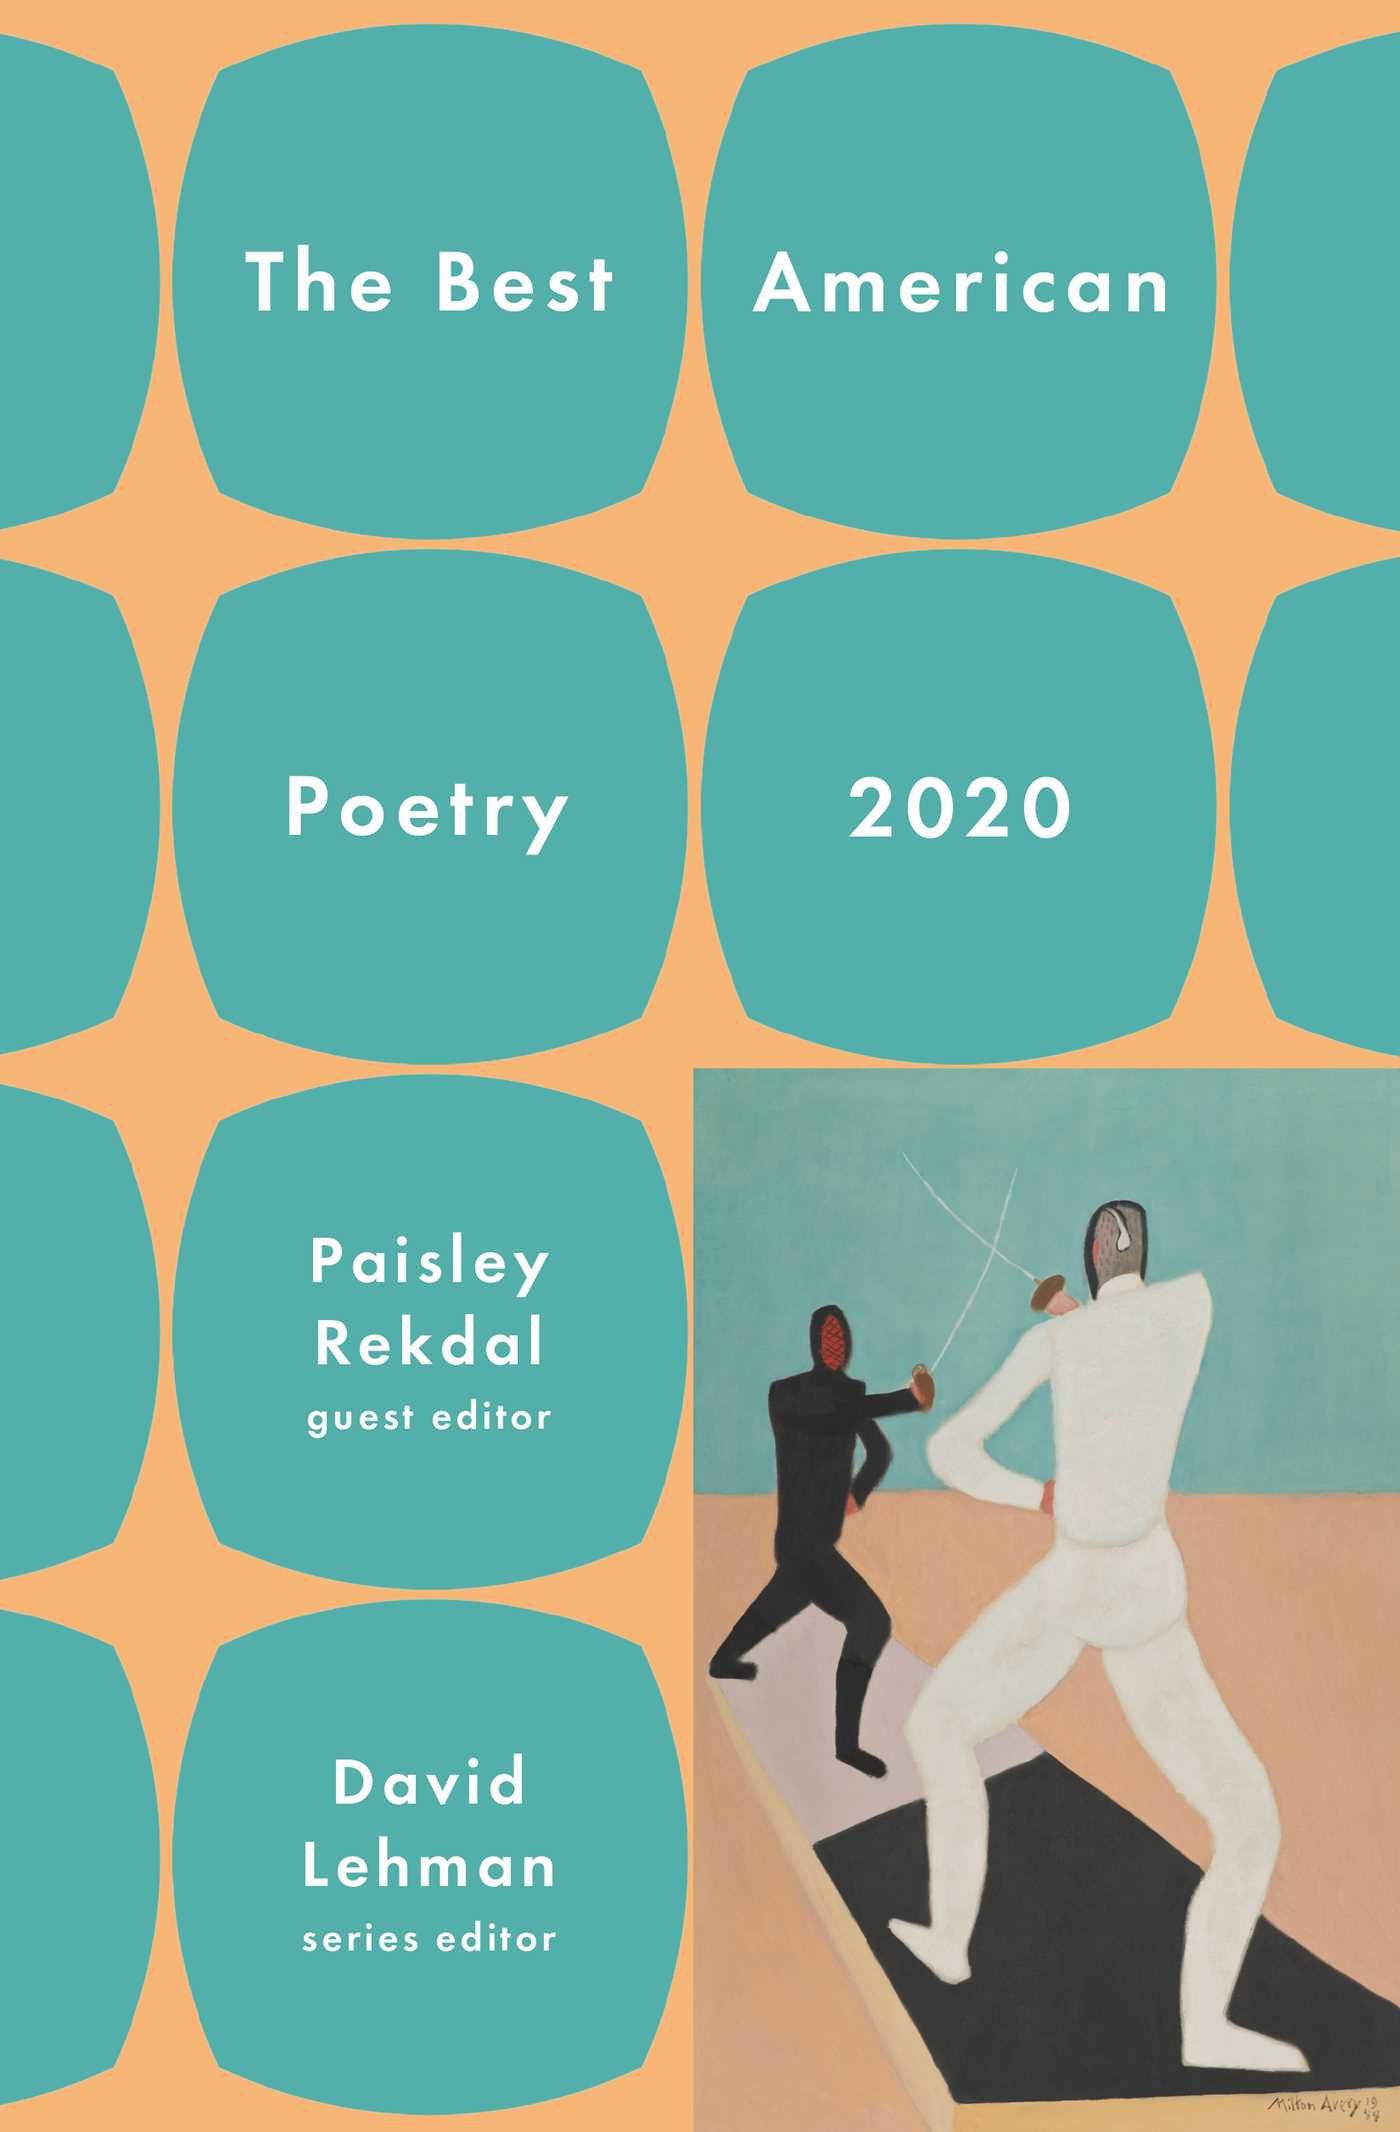 The Best American
Poetry 2020
Paisley
Rekdal
guest editor
David
Lehman
series editor
Milton Avery